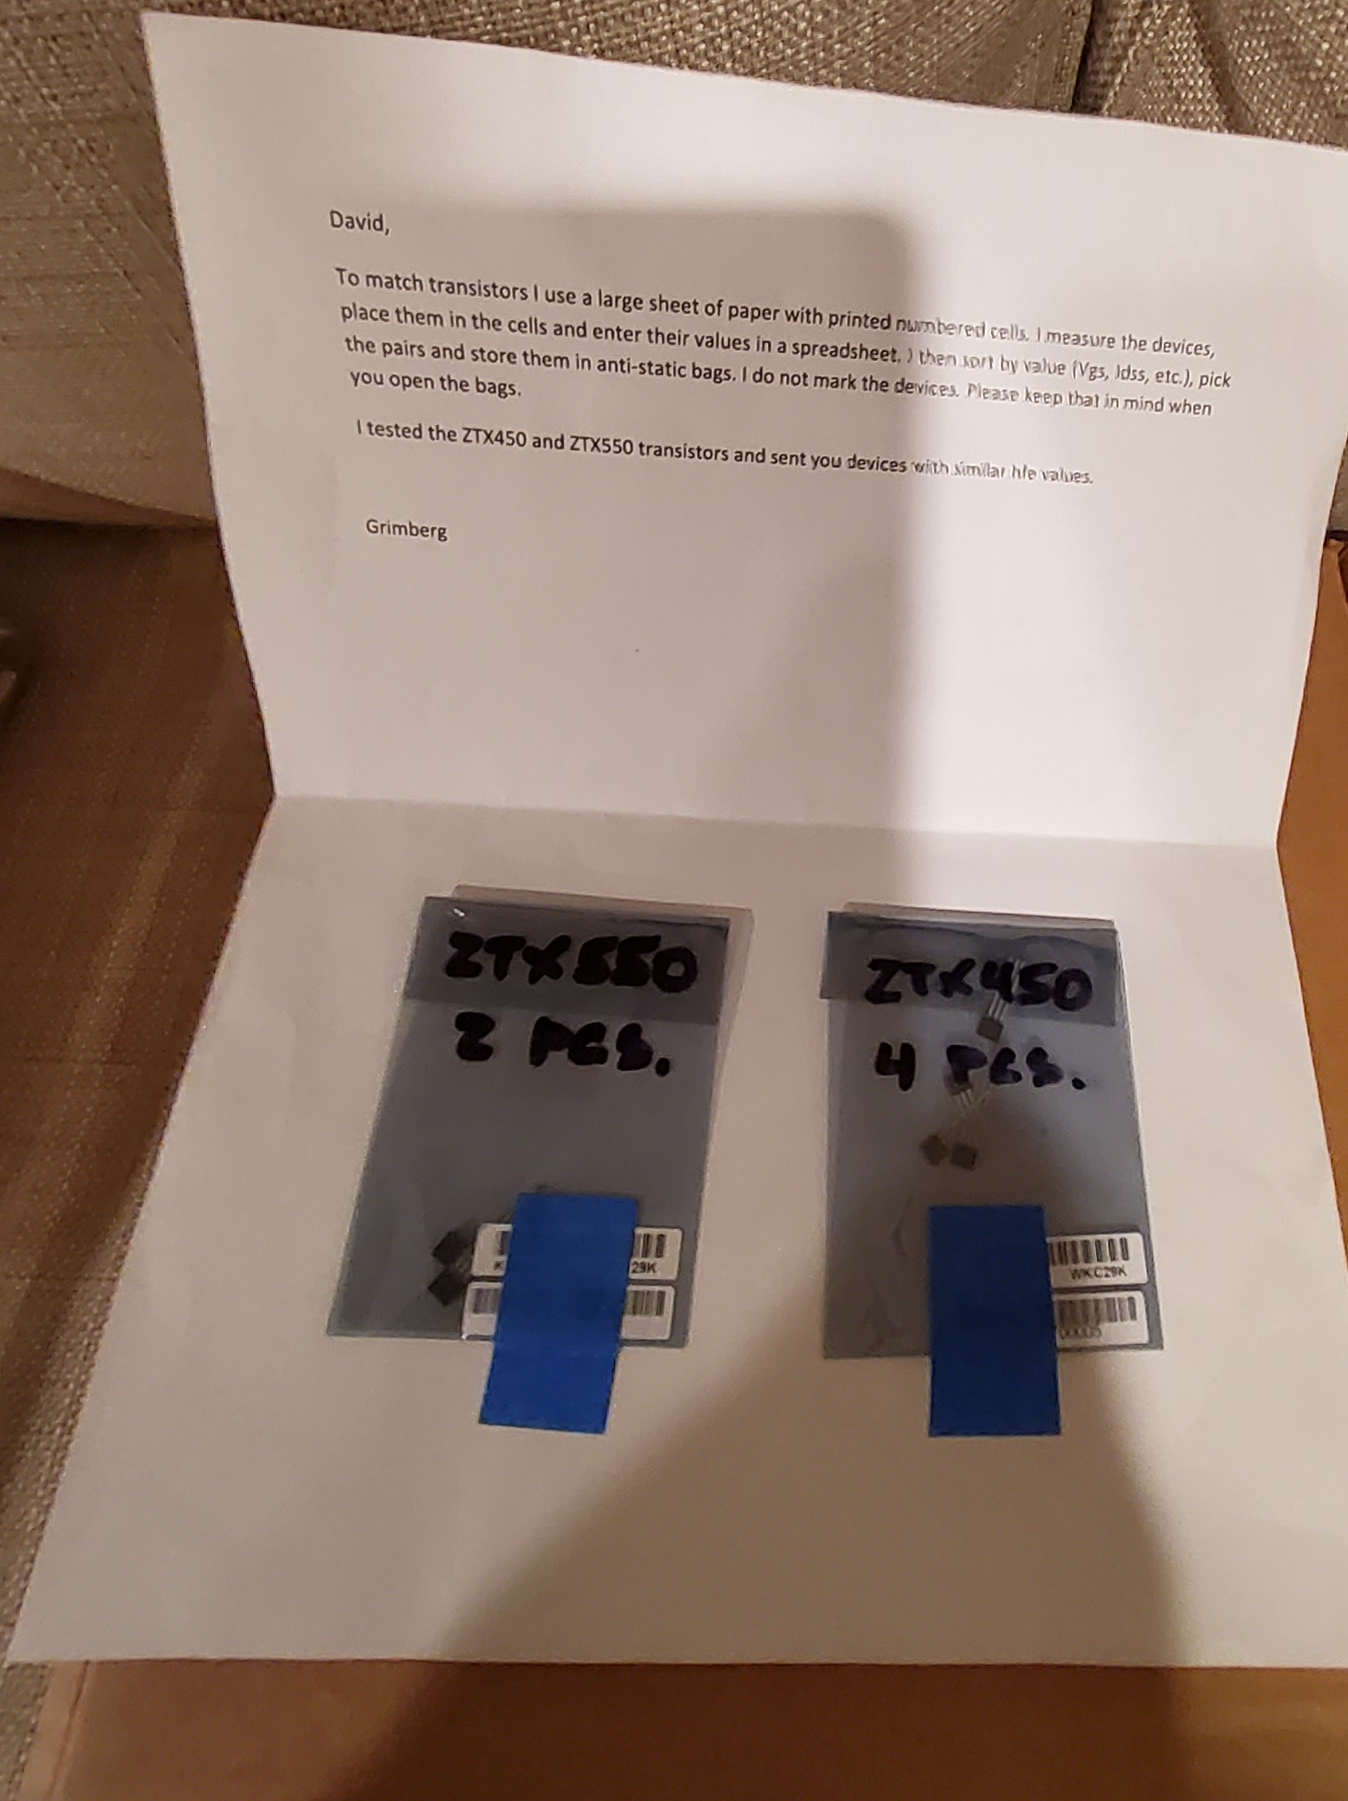 David,
To match transistors I use a large sheet of paper with printed numbered cells. I measure the devices,
place them in the cells and enter their values in a spreadsheet. I then sort by value (Vgs, Idss, etc.), pick
the pairs and store them in anti-static bags. I do not mark the devices. Please keep that in mind when
you open the bags.
I tested the ZTX450 and ZTX550 transistors and sent you devices with similar hfe values.
Grimberg
ZTX550
2 PCS.
ZTX450
4 PCS.
29K
WKC29K